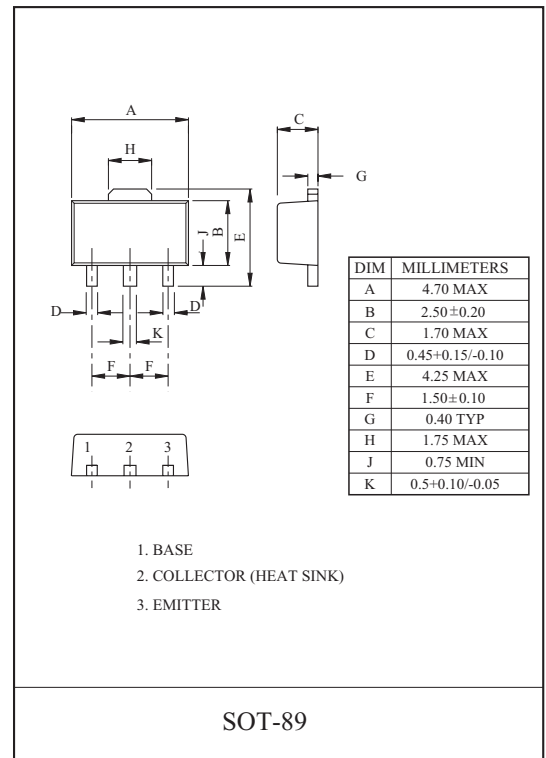 A
H
C
G
J
B
E
D
D
K
F
F
DIM MILLIMETERS
A 4.70 MAX
B 2.50±0.20
C 1.70 MAX
D 0.45+0.15/-0.10
E 4.25 MAX
F 1.50±0.10
G 0.40 TYP
H 1.75 MAX
J 0.75 MIN
K 0.5+0.10/-0.05
1 2 3
1. BASE
2. COLLECTOR (HEAT SINK)
3. EMITTER
SOT-89